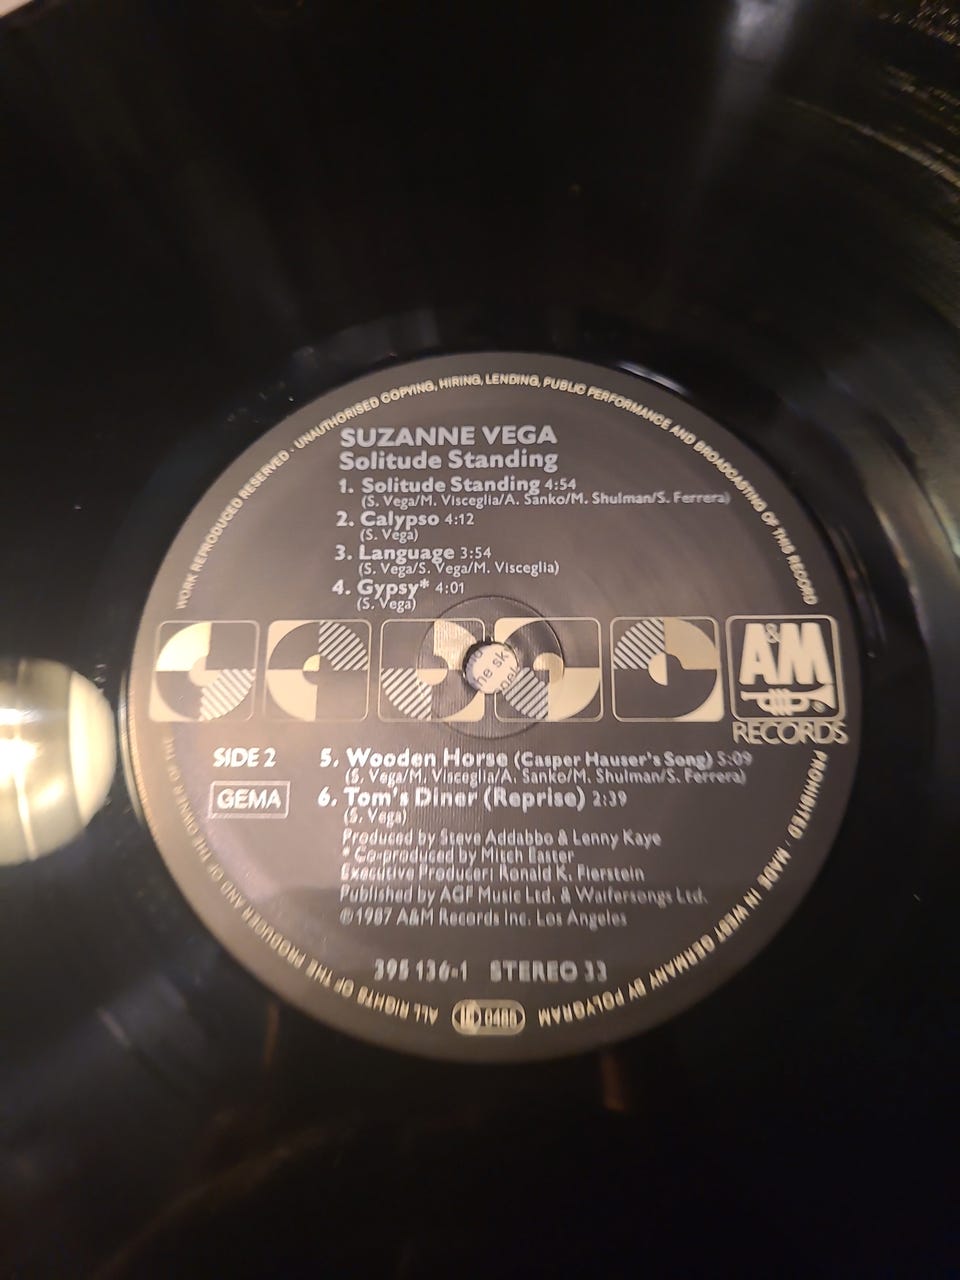 WORK REPRODUCED RESERVED · UNAUTHORISED COPYING, HIRING, LENDING, PUBLIC PERFORMANCE AND BROADCASTING OF THIS RECORD
SUZANNE VEGA
Solitude Standing
1. Solitude Standing 4:54
(S. Vega/M. Visceglia/A. Sanko/M. Shulman/S. Ferrera)
2. Calypso 4:12
(S. Vega)
3. Language 3:54
(S. Vega/S. Vega/M. Visceglia)
4. Gypsy* 4:01
(S. Vega)
he sky
A&M
RECORDS
SIDE 2
GEMA
5. Wooden Horse (Casper Hauser's Song) 5:09
(S. Vega/M. Visceglia/A. Sanko/M. Shulman/S. Ferrera)
6. Tom's Diner (Reprise) 2:39
(S. Vega)
Produced by Steve Addabbo & Lenny Kaye
* Co-produced by Mitch Easter
Executive Producer: Ronald K. Fierstein
Published by AGF Music Ltd. & Waifersongs Ltd.
℗1987 A&M Records Inc. Los Angeles
395 136-1 STEREO 33
PROHIBITED · MADE IN WEST GERMANY BY POLYGRAM
LC 0485
ALL RIGHTS OF THE PRODUCER AND OF THE OWNER OF THE